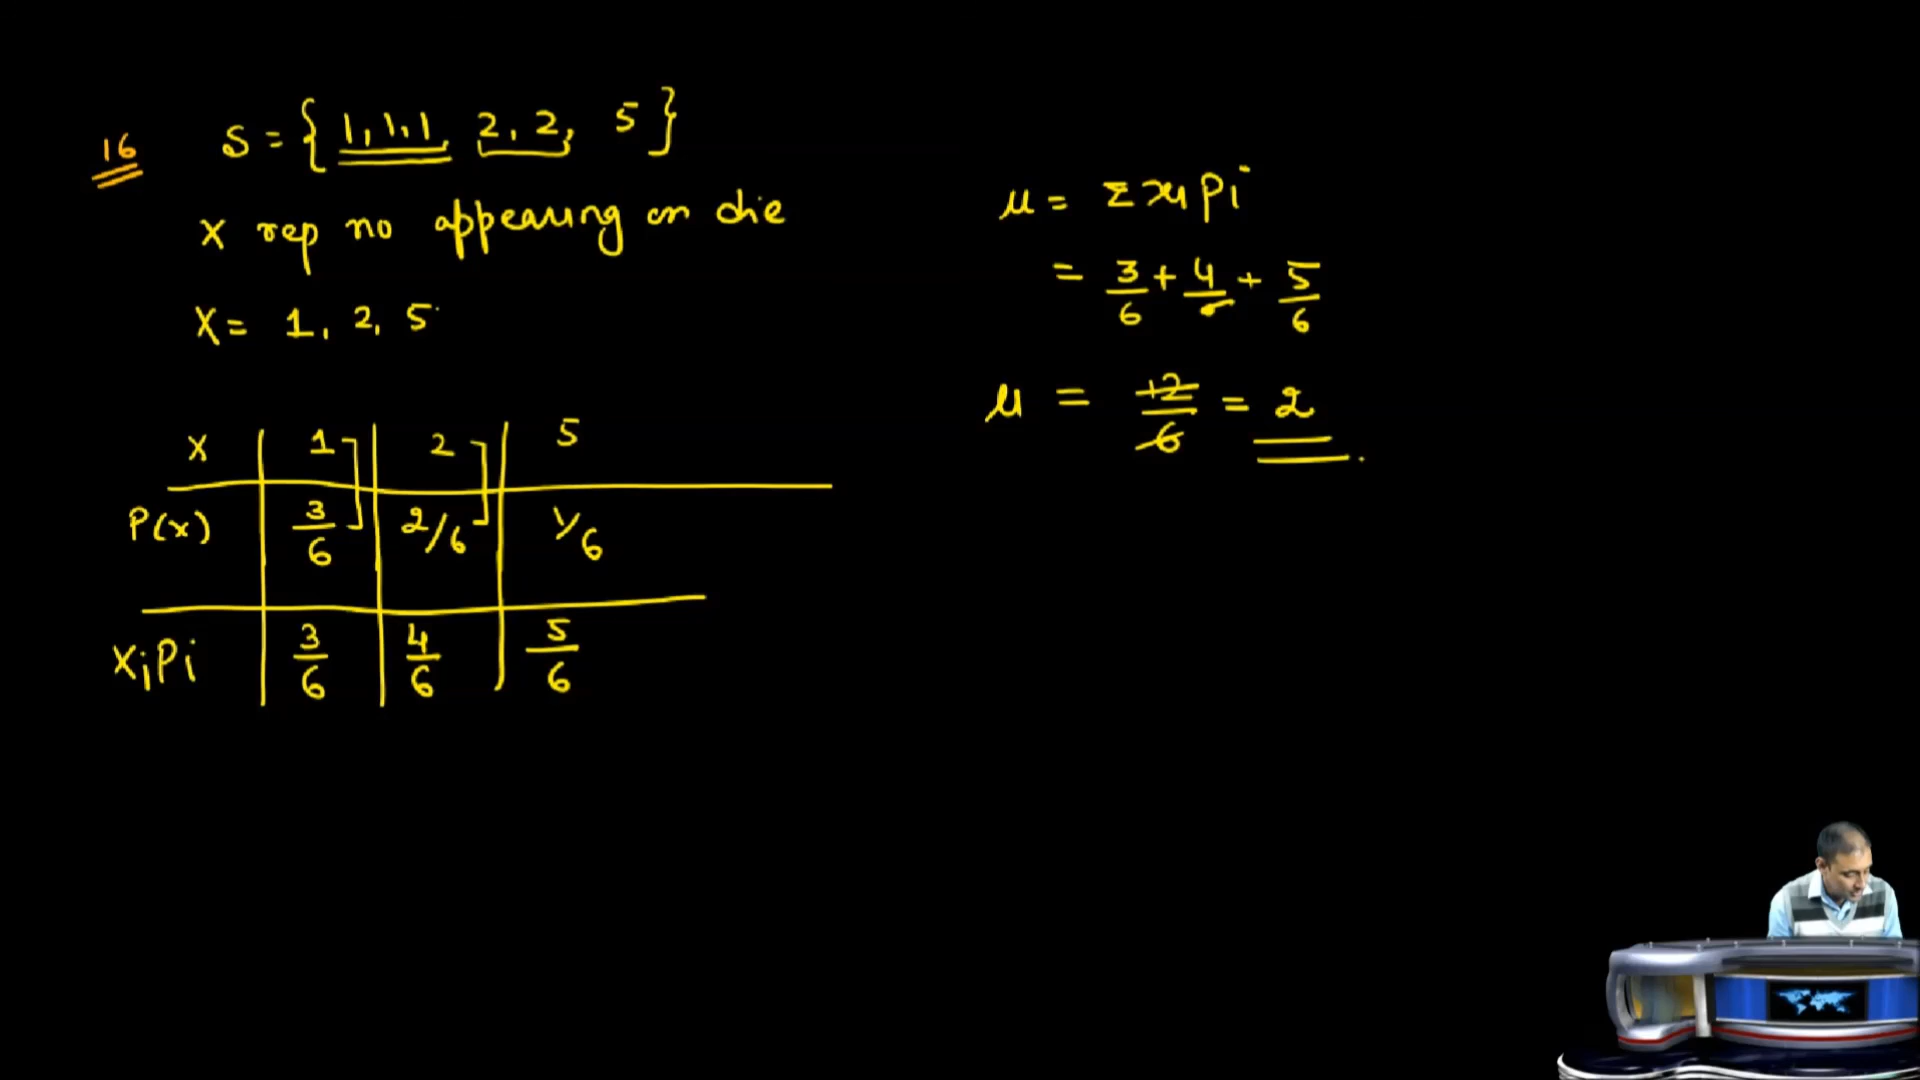 16 S = { 1, 1, 1, 2, 2, 5 }
X rep no appearing on die
X = 1, 2, 5
X | 1 | 2 | 5
P(x) | 3/6 | 2/6 | 1/6
XiPi | 3/6 | 4/6 | 5/6
μ = Σ xi Pi
= 3/6 + 4/6 + 5/6
μ = 12/6 = 2.